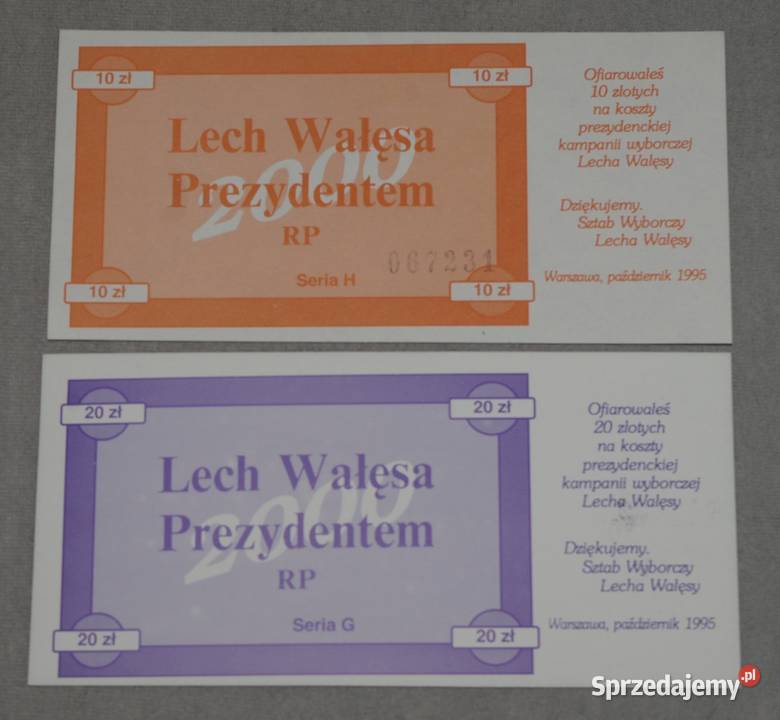 10 zł
10 zł
Lech Wałęsa
2000
Prezydentem
RP
067231
Seria H
10 zł
10 zł
Ofiarowałeś
10 złotych
na koszty
prezydenckiej
kampanii wyborczej
Lecha Wałęsy
Dziękujemy.
Sztab Wyborczy
Lecha Wałęsy
Warszawa, październik 1995
20 zł
20 zł
Lech Wałęsa
2000
Prezydentem
RP
Seria G
20 zł
20 zł
Ofiarowałeś
20 złotych
na koszty
prezydenckiej
kampanii wyborczej
Lecha Wałęsy
Dziękujemy.
Sztab Wyborczy
Lecha Wałęsy
Warszawa, październik 1995
Sprzedajemy.pl